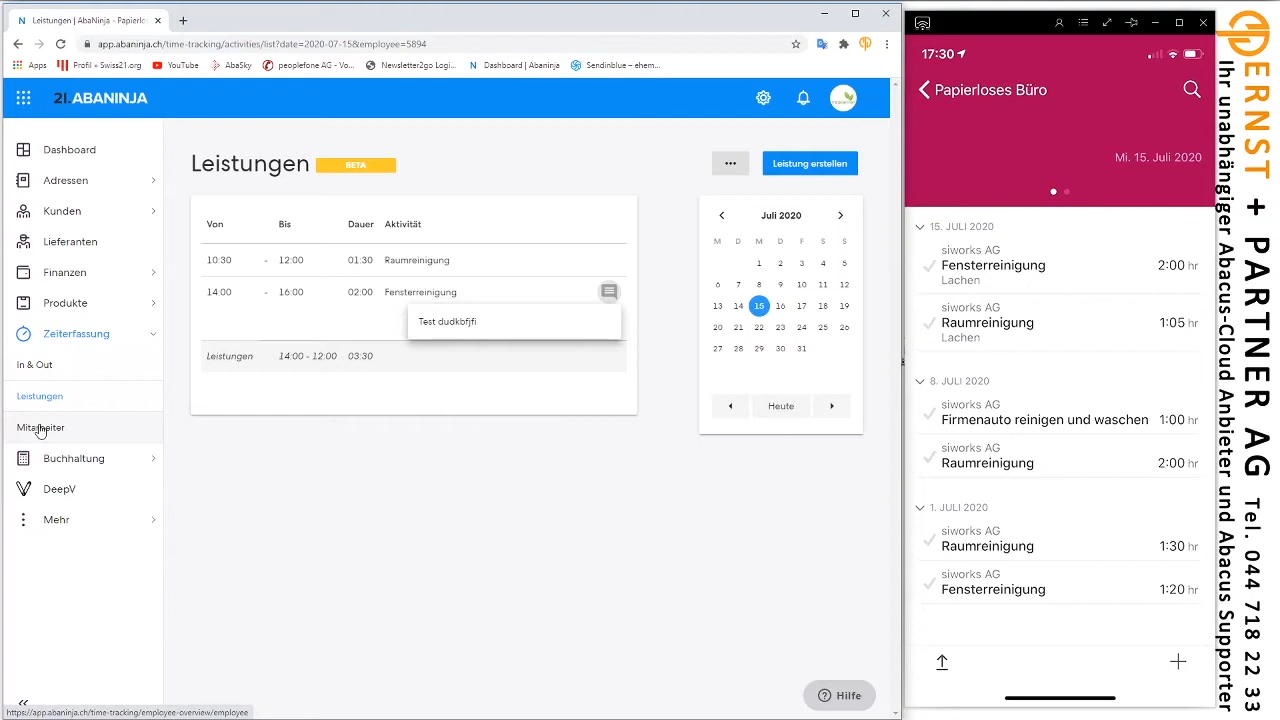 Leistungen | AbaNinja - Papierlos
app.abaninja.ch/time-tracking/activities/list?date=2020-07-15&employee=5894
Apps
Profil « Swiss21.org
YouTube
AbaSky
peoplefone AG - Vo...
Newsletter2go Logi...
Dashboard | Abaninja
Sendinblue – ehem...
21.ABANINJA
Dashboard
Adressen
Kunden
Lieferanten
Finanzen
Produkte
Zeiterfassung
In & Out
Leistungen
Mitarbeiter
Buchhaltung
DeepV
Mehr
https://app.abaninja.ch/time-tracking/employee-overview/employee
Leistungen BETA
...
Leistung erstellen
Von Bis Dauer Aktivität
10:30 - 12:00 01:30 Raumreinigung
14:00 - 16:00 02:00 Fensterreinigung
Test dudkbfjfi
Leistungen 14:00 - 12:00 03:30
Juli 2020
M D M D F S S
1 2 3 4 5
6 7 8 9 10 11 12
13 14 15 16 17 18 19
20 21 22 23 24 25 26
27 28 29 30 31
Heute
Hilfe
17:30
Papierloses Büro
Mi. 15. Juli 2020
15. JULI 2020
siworks AG
Fensterreinigung 2:00 hr
Lachen
siworks AG
Raumreinigung 1:05 hr
Lachen
8. JULI 2020
siworks AG
Firmenauto reinigen und waschen 1:00 hr
siworks AG
Raumreinigung 2:00 hr
1. JULI 2020
siworks AG
Raumreinigung 1:30 hr
siworks AG
Fensterreinigung 1:20 hr
ERNST + PARTNER AG Tel. 044 718 22 33
Ihr unabhängiger Abacus-Cloud Anbieter und Abacus Supporter